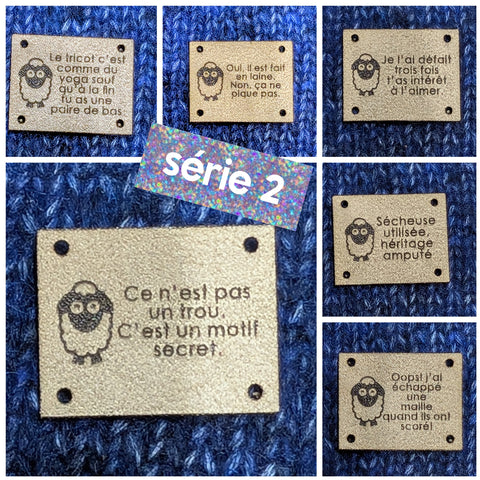 Le tricot c'est
comme du
yoga sauf
qu'à la fin
tu as une
paire de bas
Oui, il est fait
en laine.
Non, ça ne
pique pas.
Je l'ai défait
trois fois
t'as intérêt
à l'aimer.
série 2
Sécheuse
utilisée,
héritage
amputé
Ce n'est pas
un trou.
C'est un motif
secret.
Oops! j'ai
échappé
une
maille
quand ils ont
scoré!